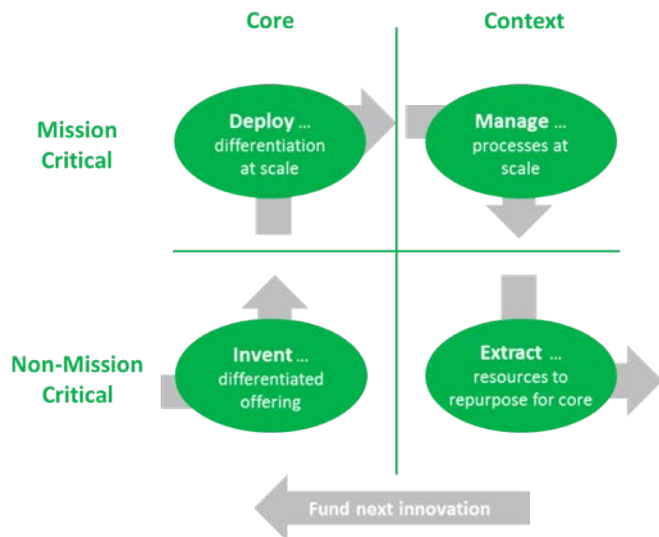 Core
Context
Mission
Critical
Deploy ...
differentiation
at scale
Manage ...
processes at
scale
Non-Mission
Critical
Invent ...
differentiated
offering
Extract ...
resources to
repurpose for core
Fund next innovation